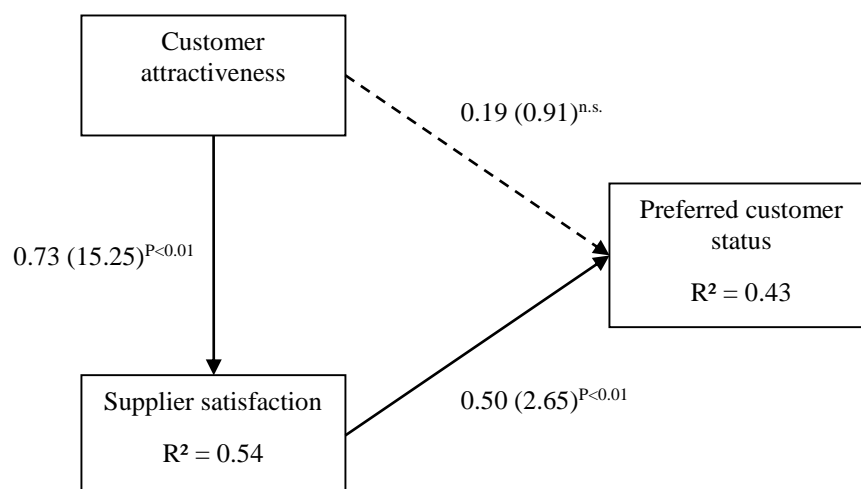 Customer
attractiveness
0.19 (0.91)n.s.
Preferred customer
status
R² = 0.43
0.73 (15.25)P<0.01
Supplier satisfaction
R² = 0.54
0.50 (2.65)P<0.01